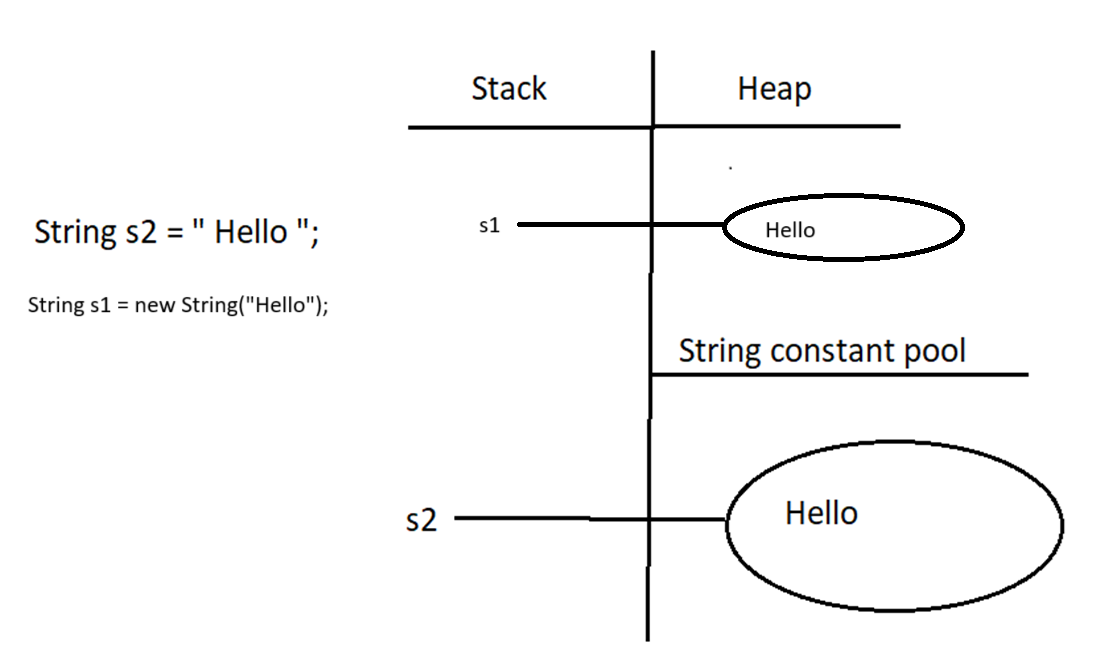 Stack
Heap
String s2 = " Hello ";
String s1 = new String("Hello");
s1
Hello
String constant pool
s2
Hello